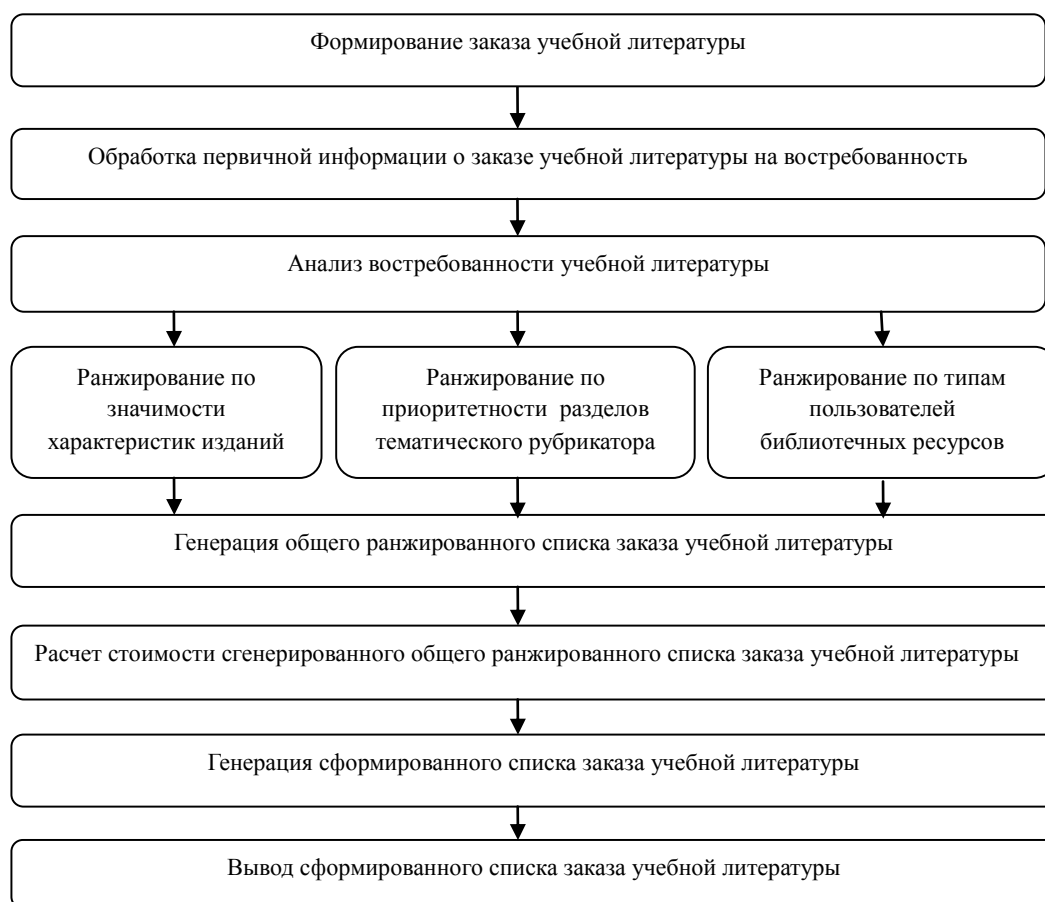 Формирование заказа учебной литературы
Обработка первичной информации о заказе учебной литературы на востребованность
Анализ востребованности учебной литературы
Ранжирование по
значимости
характеристик изданий
Ранжирование по
приоритетности разделов
тематического рубрикатора
Ранжирование по типам
пользователей
библиотечных ресурсов
Генерация общего ранжированного списка заказа учебной литературы
Расчет стоимости сгенерированного общего ранжированного списка заказа учебной литературы
Генерация сформированного списка заказа учебной литературы
Вывод сформированного списка заказа учебной литературы